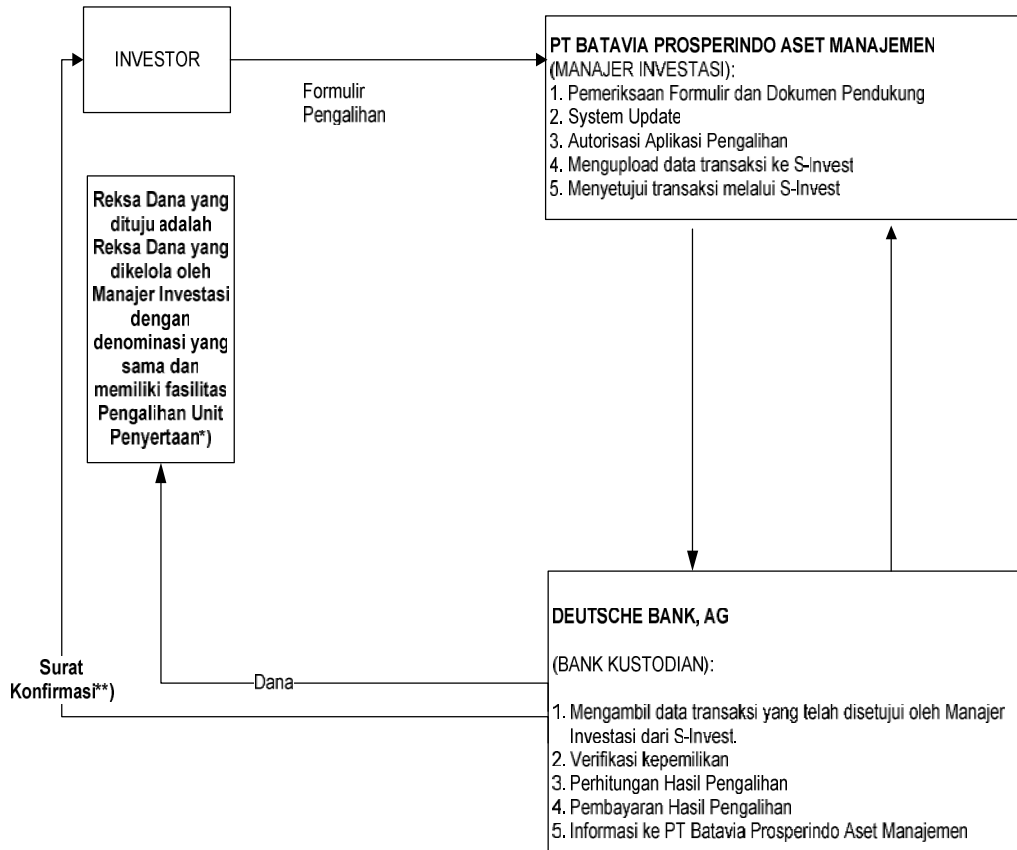 INVESTOR
Formulir
Pengalihan
PT BATAVIA PROSPERINDO ASET MANAJEMEN
(MANAJER INVESTASI):
1. Pemeriksaan Formulir dan Dokumen Pendukung
2. System Update
3. Autorisasi Aplikasi Pengalihan
4. Mengupload data transaksi ke S-Invest
5. Menyetujui transaksi melalui S-Invest
Reksa Dana yang
dituju adalah
Reksa Dana yang
dikelola oleh
Manajer Investasi
dengan
denominasi yang
sama dan
memiliki fasilitas
Pengalihan Unit
Penyertaan*)
Surat
Konfirmasi**)
Dana
DEUTSCHE BANK, AG
(BANK KUSTODIAN):
1. Mengambil data transaksi yang telah disetujui oleh Manajer
Investasi dari S-Invest.
2. Verifikasi kepemilikan
3. Perhitungan Hasil Pengalihan
4. Pembayaran Hasil Pengalihan
5. Informasi ke PT Batavia Prosperindo Aset Manajemen